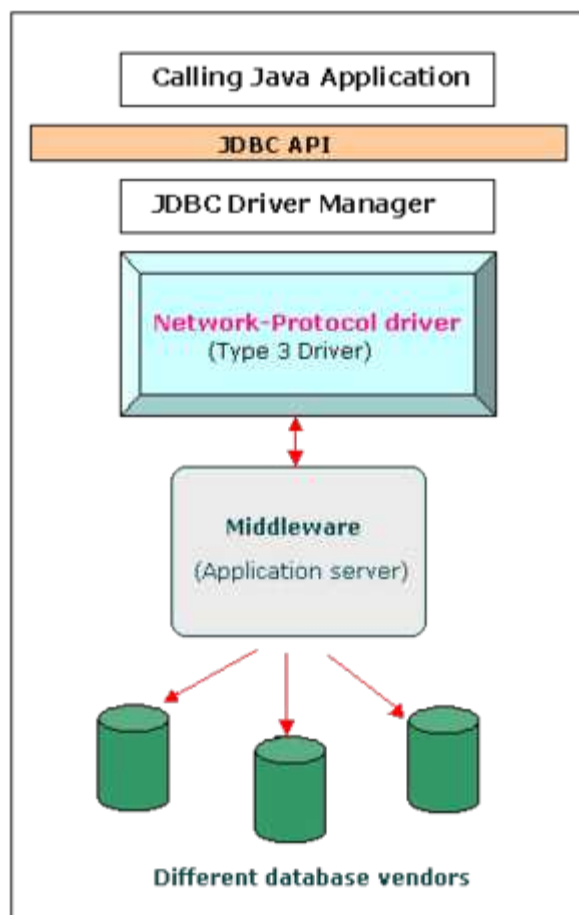 Calling Java Application
JDBC API
JDBC Driver Manager
Network-Protocol driver
(Type 3 Driver)
Middleware
(Application server)
Different database vendors